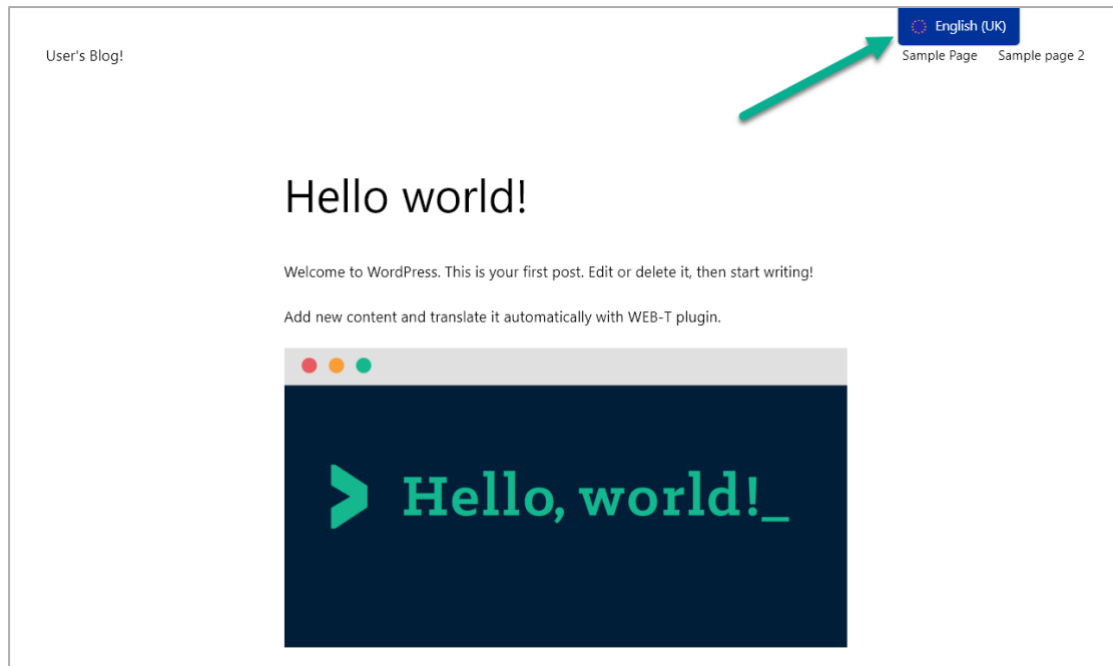 English (UK)
User's Blog!
Sample Page
Sample page 2
Hello world!
Welcome to WordPress. This is your first post. Edit or delete it, then start writing!
Add new content and translate it automatically with WEB-T plugin.
> Hello, world!_